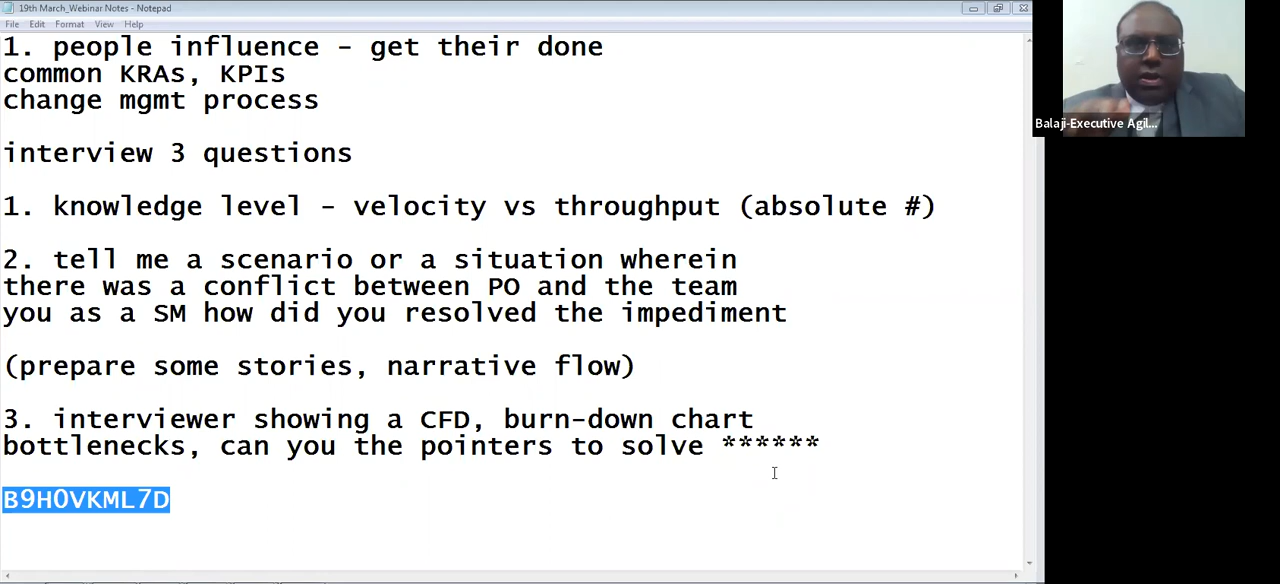 19th March_Webinar Notes - Notepad
File Edit Format View Help
1. people influence - get their done
common KRAs, KPIs
change mgmt process
interview 3 questions
1. knowledge level - velocity vs throughput (absolute #)
2. tell me a scenario or a situation wherein
there was a conflict between PO and the team
you as a SM how did you resolved the impediment
(prepare some stories, narrative flow)
3. interviewer showing a CFD, burn-down chart
bottlenecks, can you the pointers to solve ******
B9H0VKML7D
Balaji-Executive Agil...